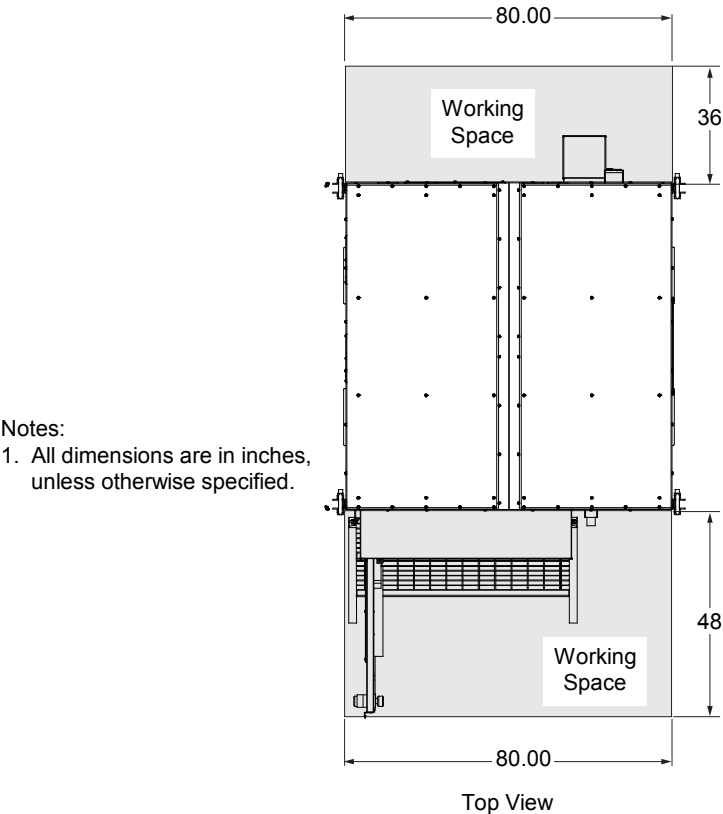 80.00
Working
Space
36
Notes:
1. All dimensions are in inches,
unless otherwise specified.
48
Working
Space
80.00
Top View